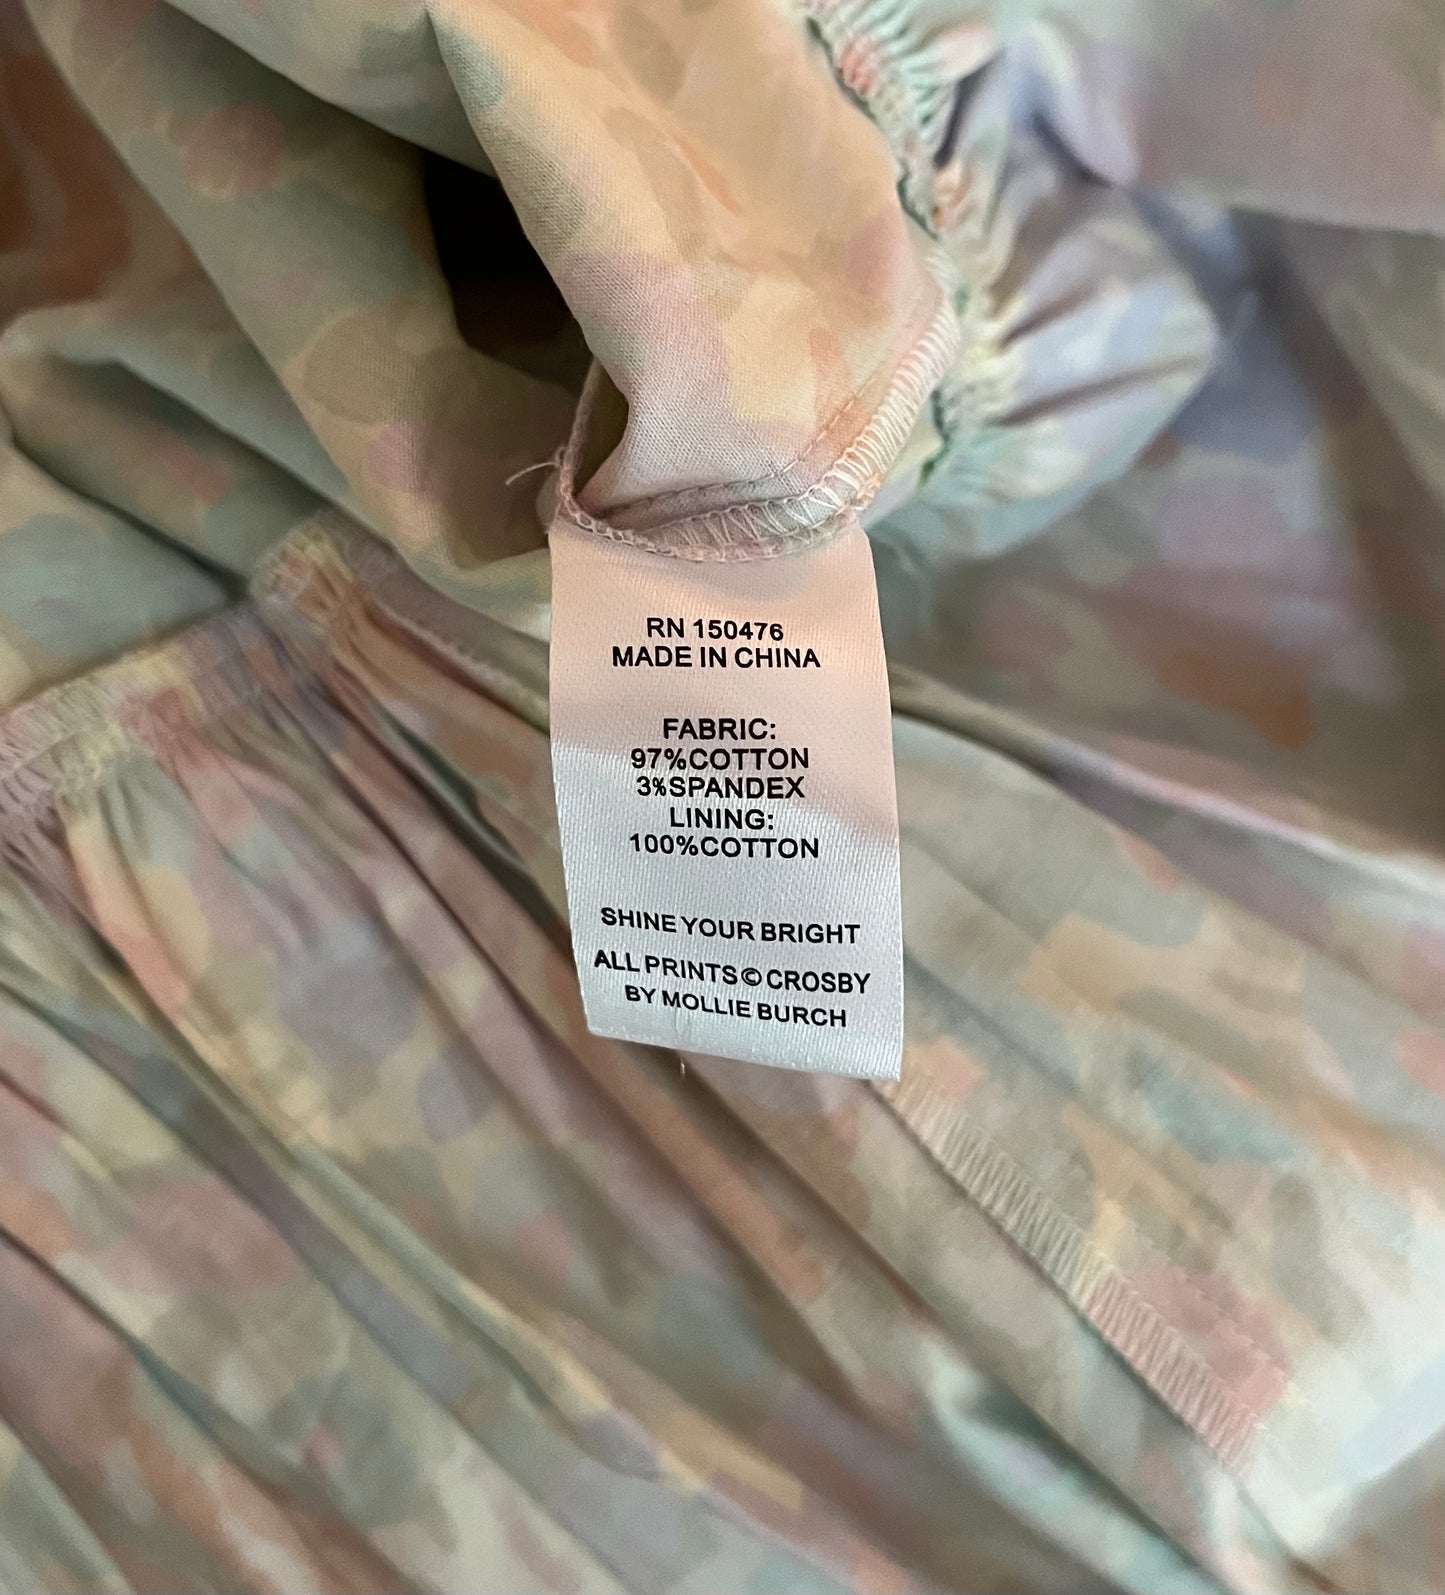 RN 150476
MADE IN CHINA
FABRIC:
97%COTTON
3%SPANDEX
LINING:
100%COTTON
SHINE YOUR BRIGHT
ALL PRINTS©CROSBY
BY MOLLIE BURCH